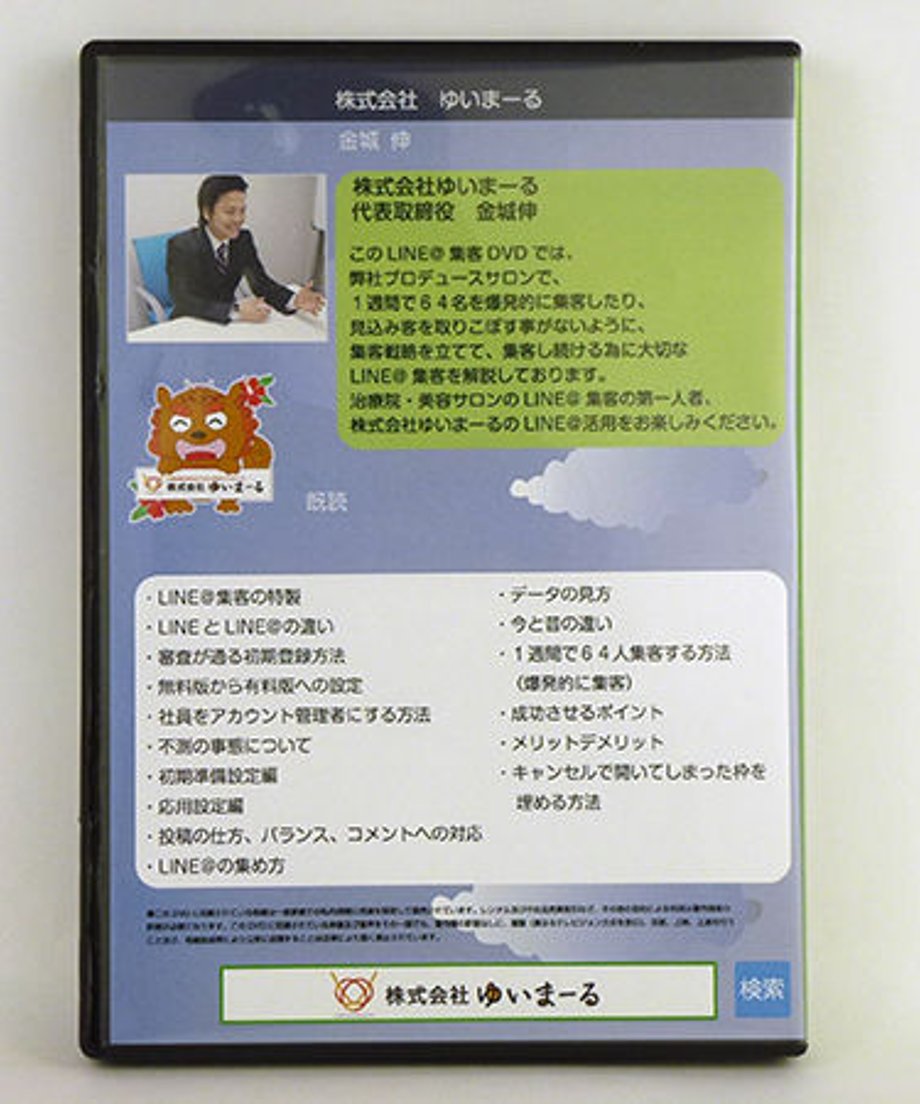 株式会社 ゆいまーる
金城 伸
株式会社ゆいまーる
代表取締役 金城伸
このLINE@集客DVDでは、
弊社プロデュースサロンで、
1週間で64名を爆発的に集客したり、
見込み客を取りこぼす事がないように、
集客戦略を立てて、集客し続ける為に大切な
LINE@集客を解説しております。
治療院・美容サロンのLINE@集客の第一人者、
株式会社ゆいまーるのLINE@活用をお楽しみください。
株式会社 ゆいまーる
既読
・LINE@集客の特製
・LINEとLINE@の違い
・審査が通る初期登録方法
・無料版から有料版への設定
・社員をアカウント管理者にする方法
・不測の事態について
・初期準備設定編
・応用設定編
・投稿の仕方、バランス、コメントへの対応
・LINE@の集め方
・データの見方
・今と昔の違い
・1週間で64人集客する方法
（爆発的に集客）
・成功させるポイント
・メリットデメリット
・キャンセルで開いてしまった枠を
埋める方法
株式会社 ゆいまーる
検索